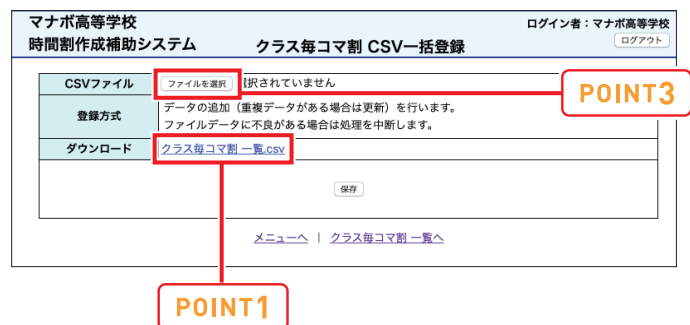 マナボ高等学校
時間割作成補助システム
クラス毎コマ割 CSV一括登録
ログイン者：マナボ高等学校
ログアウト
CSVファイル
ファイルを選択 選択されていません
登録方式
データの追加（重複データがある場合は更新）を行います。
ファイルデータに不良がある場合は処理を中断します。
ダウンロード
クラス毎コマ割 一覧.csv
保存
メニューへ | クラス毎コマ割 一覧へ
POINT3
POINT1